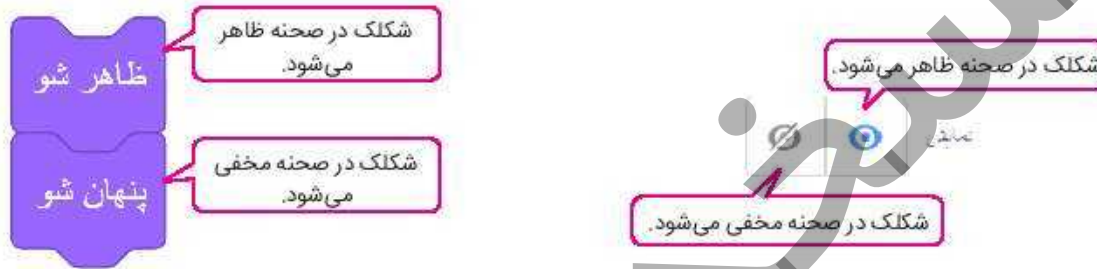 شکلک در صحنه ظاهر
می‌شود.
ظاهر شو
شکلک در صحنه مخفی
می‌شود.
پنهان شو
شکلک در صحنه ظاهر می‌شود.
نمایش
شکلک در صحنه مخفی می‌شود.